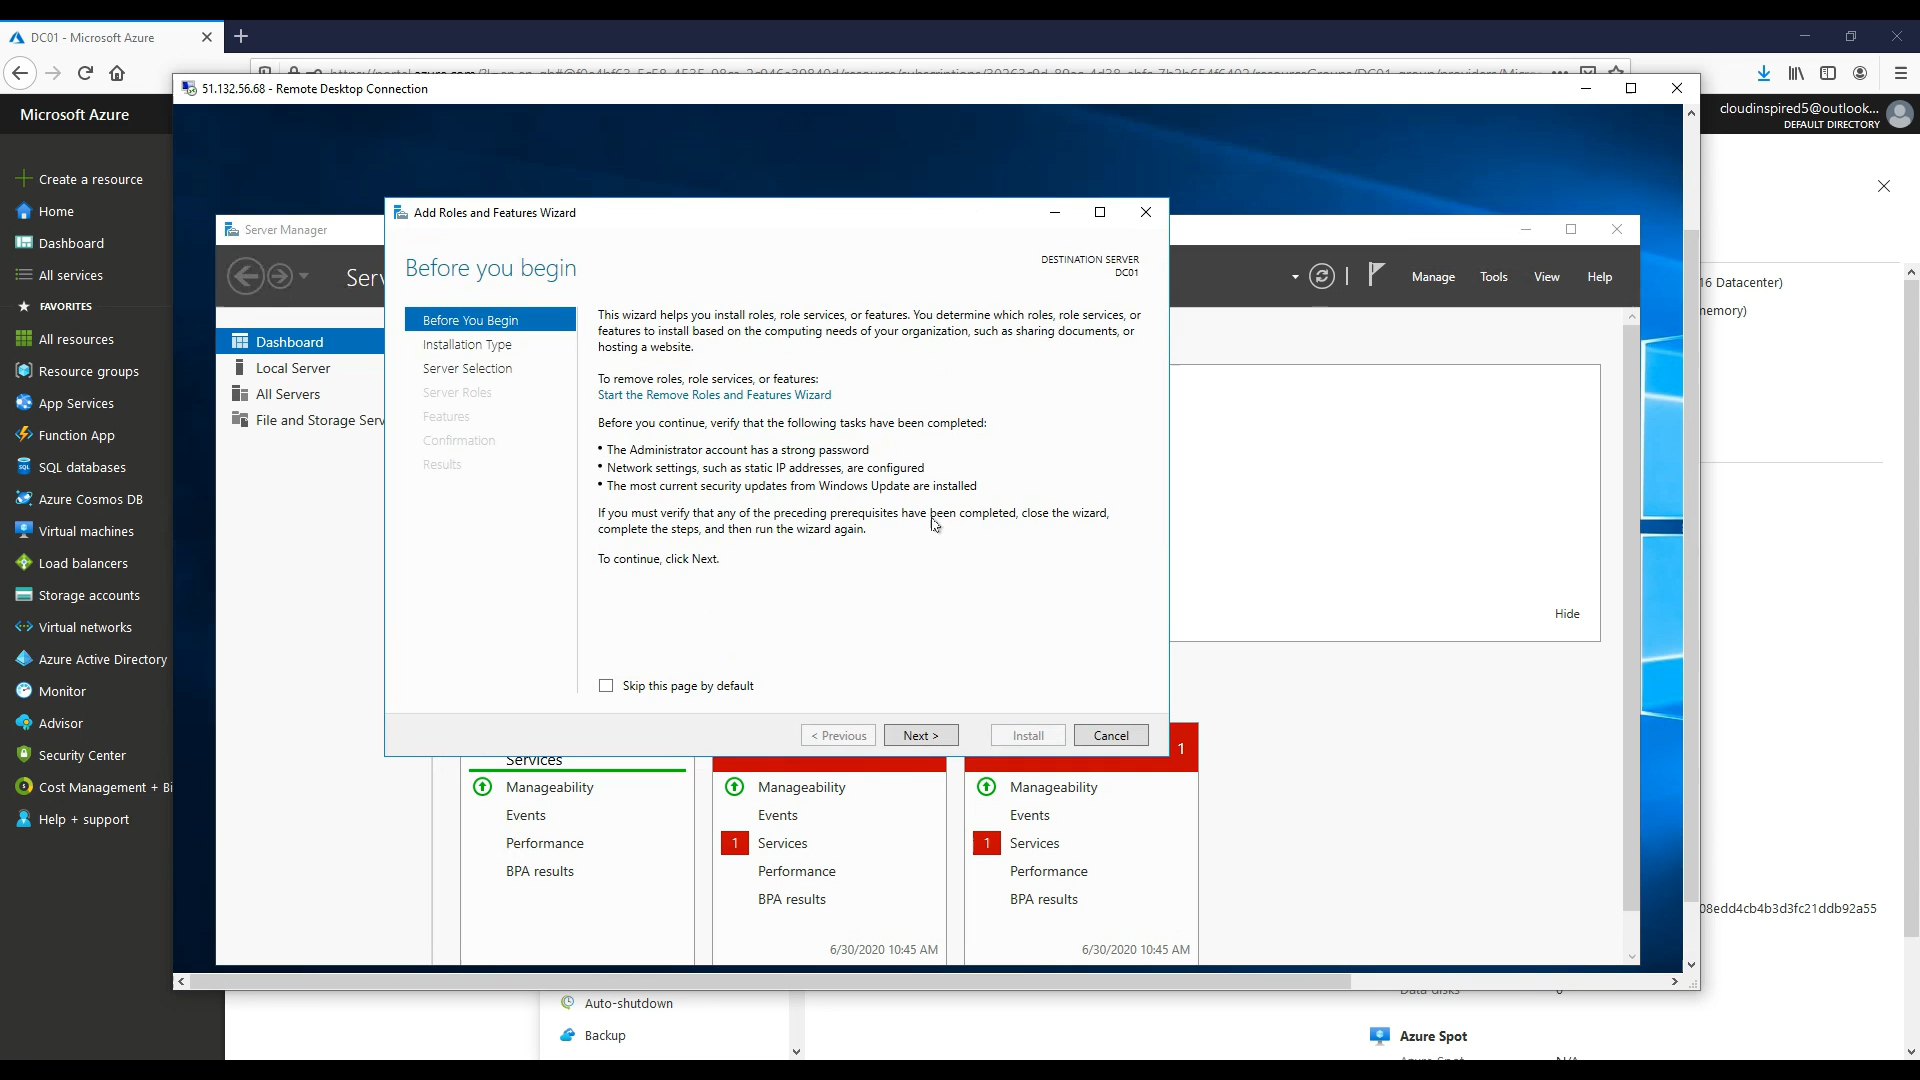 DC01 - Microsoft Azure
51.132.56.68 - Remote Desktop Connection
Microsoft Azure
cloudinspired5@outlook...
DEFAULT DIRECTORY
Create a resource
Home
Dashboard
All services
FAVORITES
All resources
Resource groups
App Services
Function App
SQL databases
Azure Cosmos DB
Virtual machines
Load balancers
Storage accounts
Virtual networks
Azure Active Directory
Monitor
Advisor
Security Center
Cost Management + Bi
Help + support
Server Manager
Serv
Manage Tools View Help
Dashboard
Local Server
All Servers
File and Storage Serv
Add Roles and Features Wizard
Before you begin
DESTINATION SERVER
DC01
Before You Begin
Installation Type
Server Selection
Server Roles
Features
Confirmation
Results
This wizard helps you install roles, role services, or features. You determine which roles, role services, or
features to install based on the computing needs of your organization, such as sharing documents, or
hosting a website.
To remove roles, role services, or features:
Start the Remove Roles and Features Wizard
Before you continue, verify that the following tasks have been completed:
• The Administrator account has a strong password
• Network settings, such as static IP addresses, are configured
• The most current security updates from Windows Update are installed
If you must verify that any of the preceding prerequisites have been completed, close the wizard,
complete the steps, and then run the wizard again.
To continue, click Next.
Skip this page by default
< Previous Next > Install Cancel
Hide
1
Services
Manageability
Events
Performance
BPA results
Manageability
Events
1 Services
Performance
BPA results
6/30/2020 10:45 AM
Manageability
Events
1 Services
Performance
BPA results
6/30/2020 10:45 AM
16 Datacenter)
memory)
08edd4cb4b3d3fc21ddb92a55
Auto-shutdown
Backup
Data disks 0
Azure Spot
Azure Spot N/A